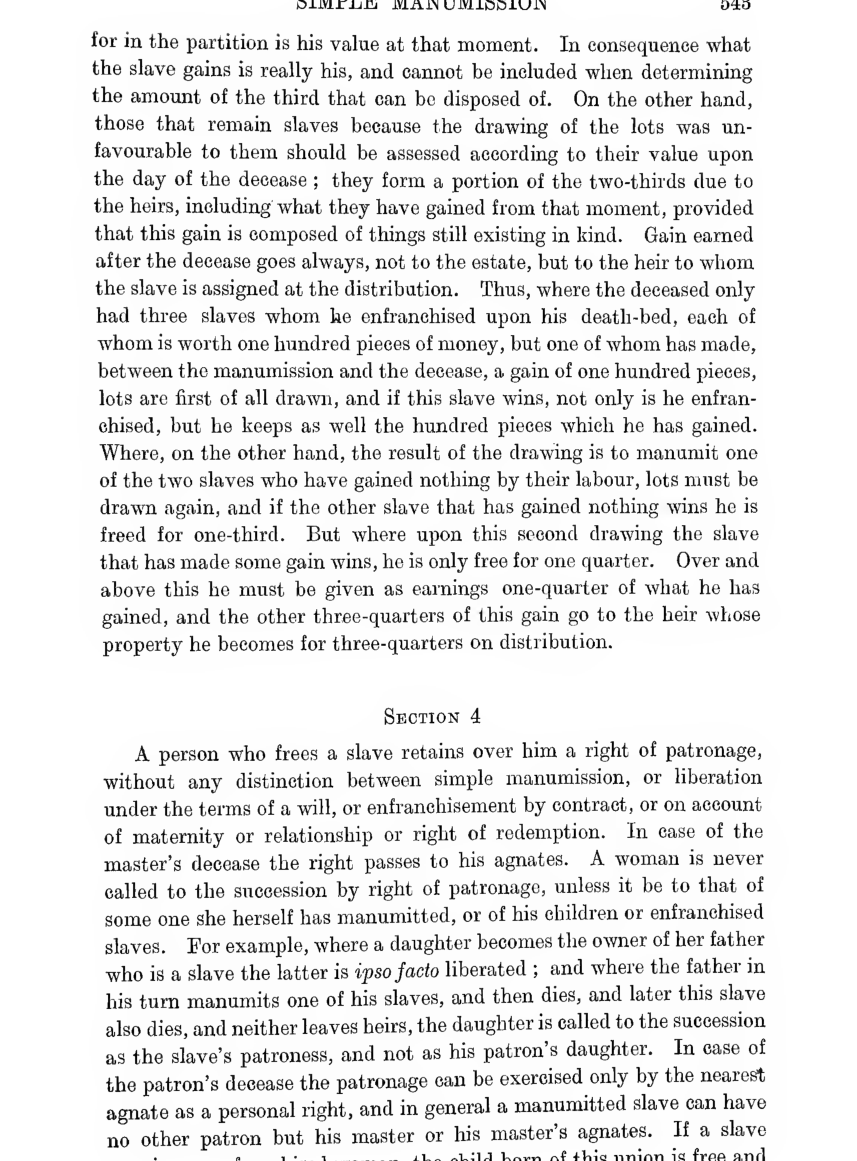 SIMPLE MANUMISSION 543
for in the partition is his value at that moment. In consequence what
the slave gains is really his, and cannot be included when determining
the amount of the third that can be disposed of. On the other hand,
those that remain slaves because the drawing of the lots was un-
favourable to them should be assessed according to their value upon
the day of the decease ; they form a portion of the two-thirds due to
the heirs, including what they have gained from that moment, provided
that this gain is composed of things still existing in kind. Gain earned
after the decease goes always, not to the estate, but to the heir to whom
the slave is assigned at the distribution. Thus, where the deceased only
had three slaves whom he enfranchised upon his death-bed, each of
whom is worth one hundred pieces of money, but one of whom has made,
between the manumission and the decease, a gain of one hundred pieces,
lots are first of all drawn, and if this slave wins, not only is he enfran-
chised, but he keeps as well the hundred pieces which he has gained.
Where, on the other hand, the result of the drawing is to manumit one
of the two slaves who have gained nothing by their labour, lots must be
drawn again, and if the other slave that has gained nothing wins he is
freed for one-third. But where upon this second drawing the slave
that has made some gain wins, he is only free for one quarter. Over and
above this he must be given as earnings one-quarter of what he has
gained, and the other three-quarters of this gain go to the heir whose
property he becomes for three-quarters on distribution.
SECTION 4
A person who frees a slave retains over him a right of patronage,
without any distinction between simple manumission, or liberation
under the terms of a will, or enfranchisement by contract, or on account
of maternity or relationship or right of redemption. In case of the
master's decease the right passes to his agnates. A woman is never
called to the succession by right of patronage, unless it be to that of
some one she herself has manumitted, or of his children or enfranchised
slaves. For example, where a daughter becomes the owner of her father
who is a slave the latter is ipso facto liberated ; and where the father in
his turn manumits one of his slaves, and then dies, and later this slave
also dies, and neither leaves heirs, the daughter is called to the succession
as the slave's patroness, and not as his patron's daughter. In case of
the patron's decease the patronage can be exercised only by the nearest
agnate as a personal right, and in general a manumitted slave can have
no other patron but his master or his master's agnates. If a slave
the child born of this union is free and